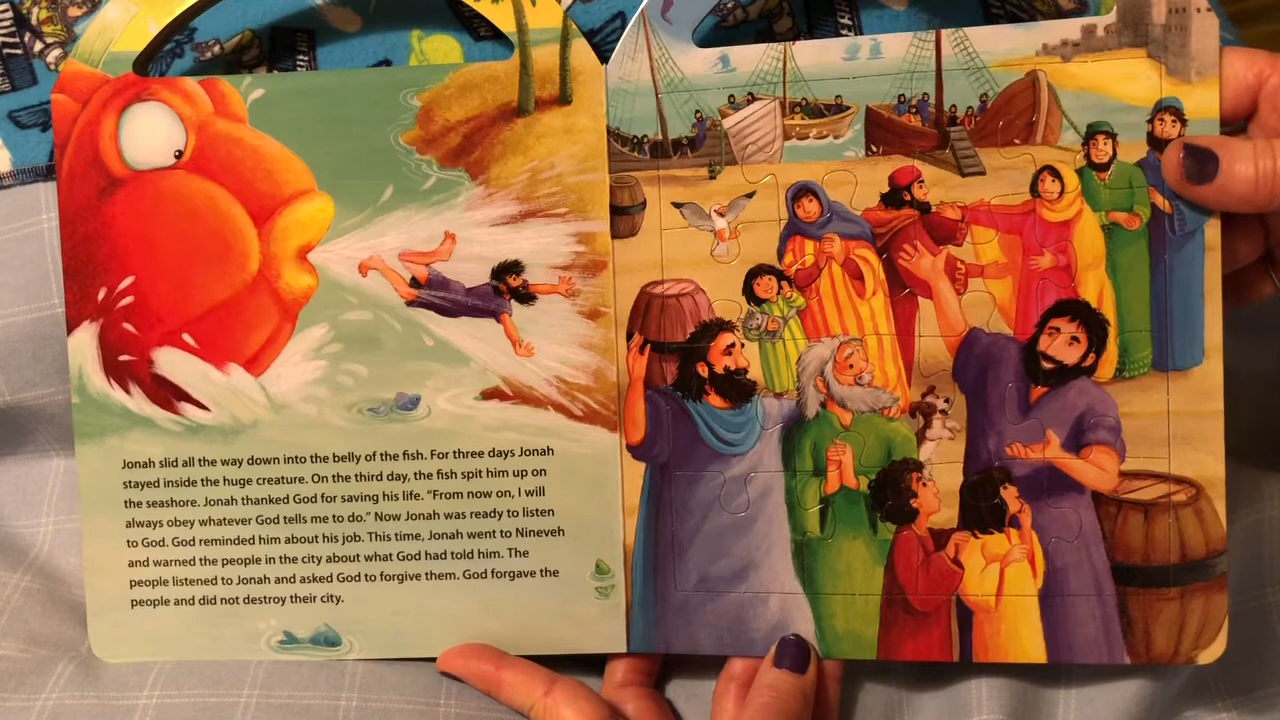 Jonah slid all the way down into the belly of the fish. For three days Jonah
stayed inside the huge creature. On the third day, the fish spit him up on
the seashore. Jonah thanked God for saving his life. “From now on, I will
always obey whatever God tells me to do.” Now Jonah was ready to listen
to God. God reminded him about his job. This time, Jonah went to Nineveh
and warned the people in the city about what God had told him. The
people listened to Jonah and asked God to forgive them. God forgave the
people and did not destroy their city.